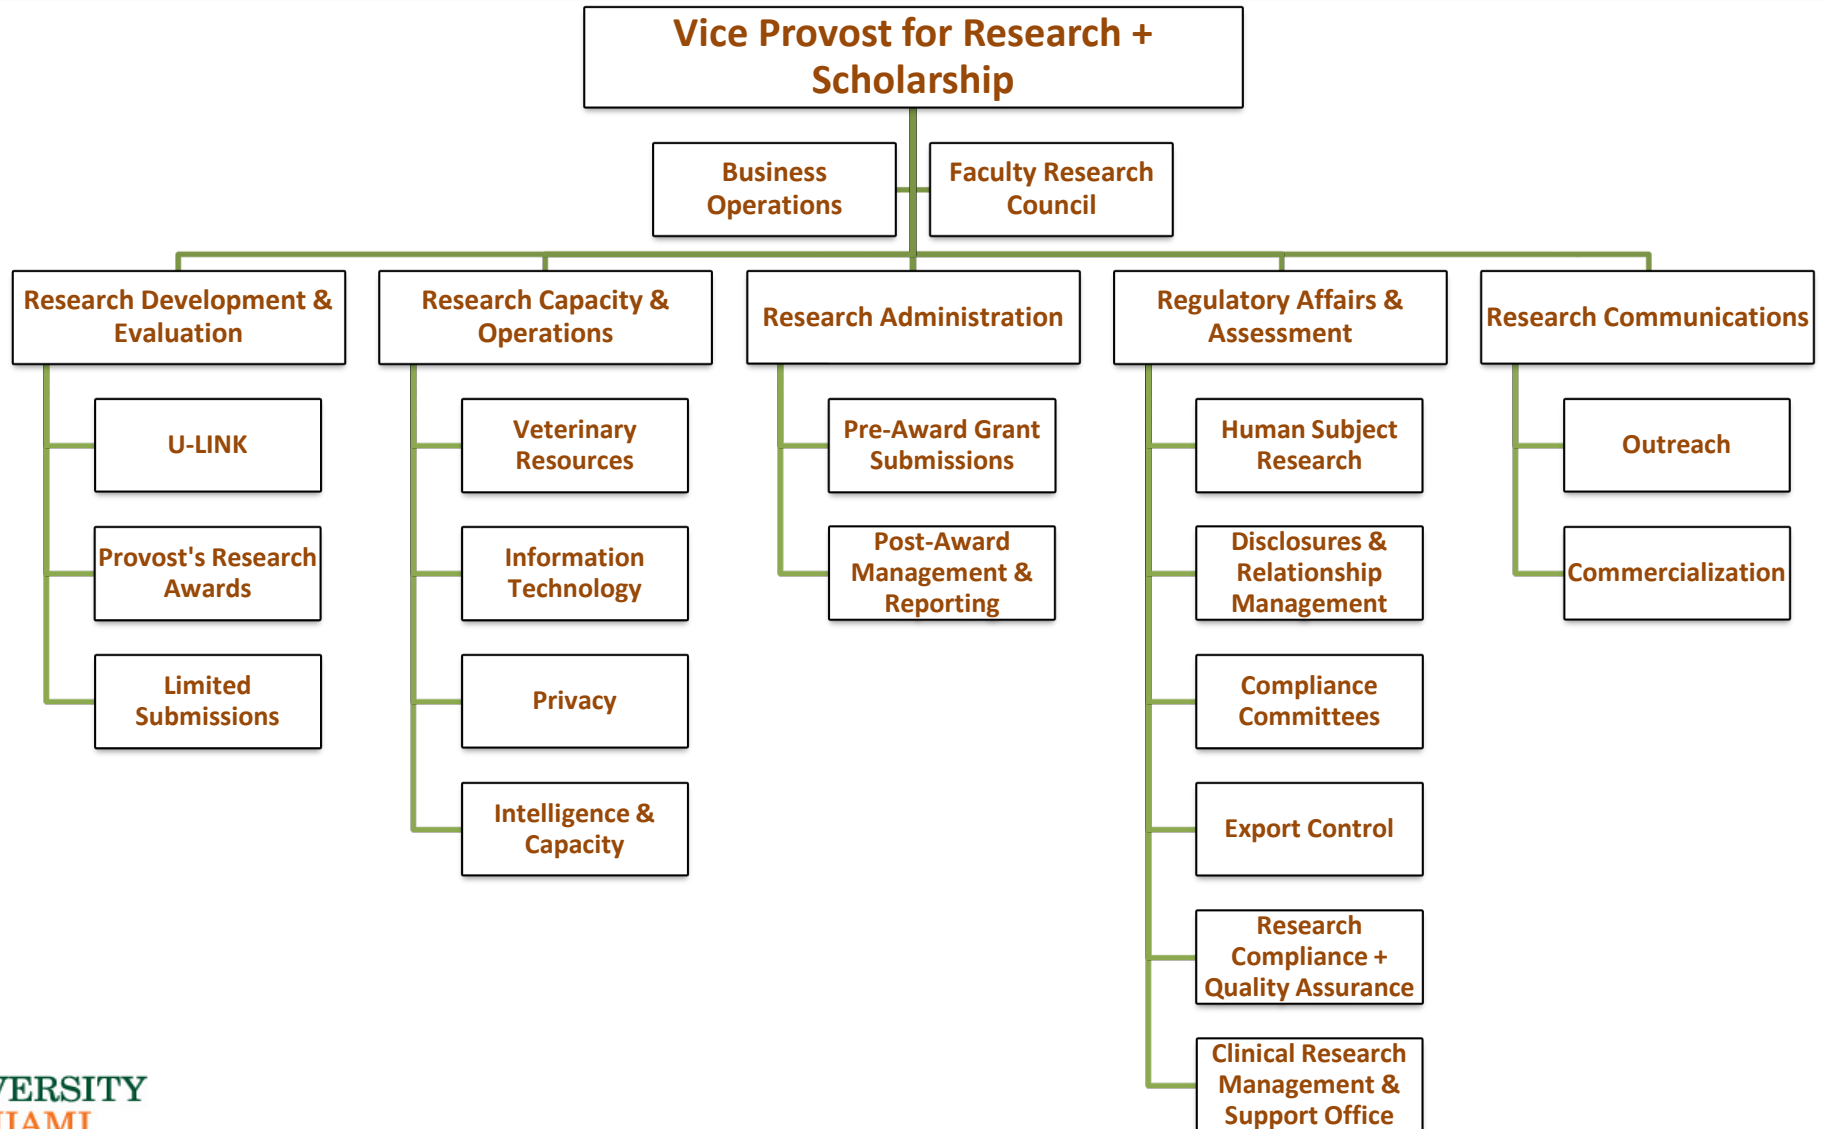 Vice Provost for Research +
Scholarship
Business
Operations
Faculty Research
Council
Research Development &
Evaluation
U-LINK
Provost's Research
Awards
Limited
Submissions
Research Capacity &
Operations
Veterinary
Resources
Information
Technology
Privacy
Intelligence &
Capacity
Research Administration
Pre-Award Grant
Submissions
Post-Award
Management &
Reporting
Regulatory Affairs &
Assessment
Human Subject
Research
Disclosures &
Relationship
Management
Compliance
Committees
Export Control
Research
Compliance +
Quality Assurance
Clinical Research
Management &
Support Office
Research Communications
Outreach
Commercialization
VERSITY
MIAMI